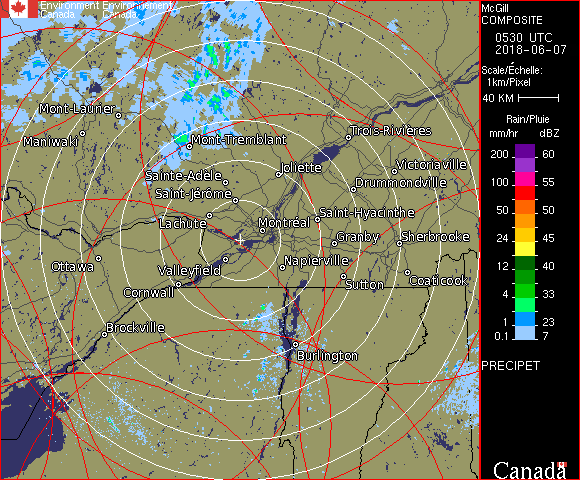 Environment Environnement
Canada Canada
McGill
COMPOSITE
0530 UTC
2018-06-07
Scale/Échelle:
1km/Pixel
40 KM
Rain/Pluie
mm/hr dBZ
200 60
100 55
50 50
24 45
12 40
4 33
1 23
0.1 7
PRECIPET
Canada
Mont-Laurier
Maniwaki
Mont-Tremblant
Trois-Rivières
Victoriaville
Joliette
Sainte-Adèle
Drummondville
Saint-Jérôme
Saint-Hyacinthe
Lachute
Montréal
Granby
Sherbrooke
Ottawa
Valleyfield
Napierville
Sutton
Coaticook
Cornwall
Brockville
Burlington